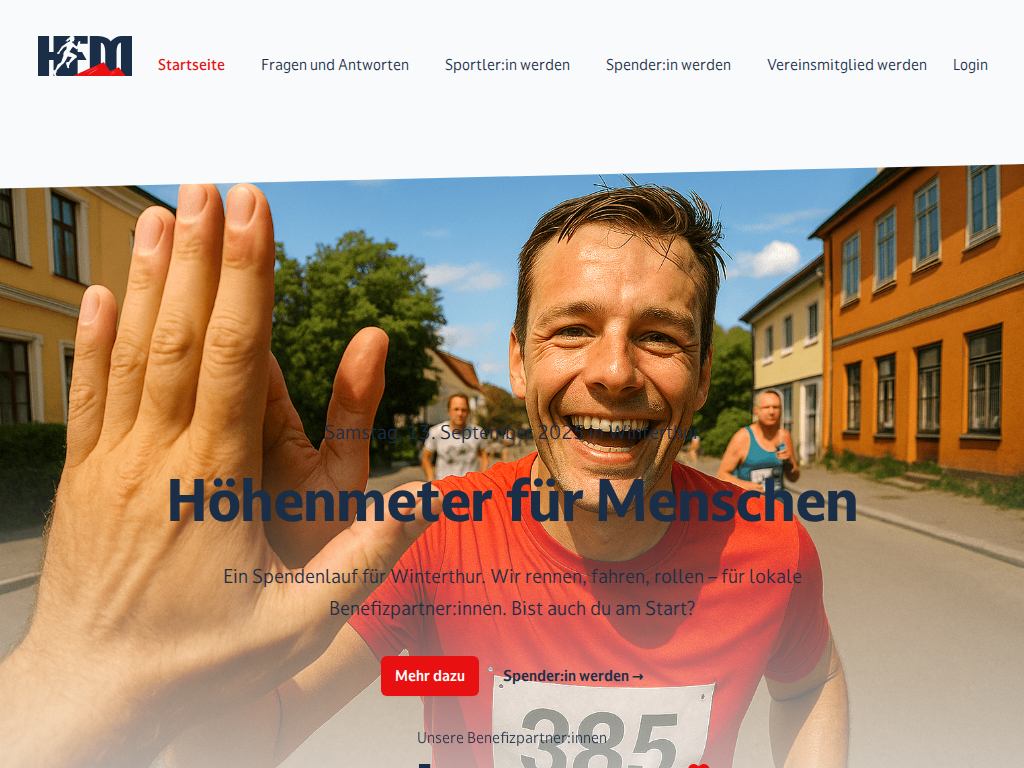 HFM
Startseite
Fragen und Antworten
Sportler:in werden
Spender:in werden
Vereinsmitglied werden
Login
Samstag, 13. September 2025 in Winterthur
Höhenmeter für Menschen
Ein Spendenlauf für Winterthur. Wir rennen, fahren, rollen – für lokale
Benefizpartner:innen. Bist auch du am Start?
Mehr dazu
Spender:in werden →
385
Unsere Benefizpartner:innen